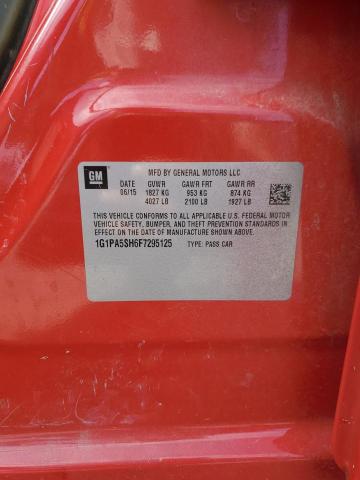 GM
MFD BY GENERAL MOTORS LLC
DATE GVWR GAWR FRT GAWR RR
06/15 1827 KG 953 KG 874 KG
4027 LB 2100 LB 1927 LB
THIS VEHICLE CONFORMS TO ALL APPLICABLE U.S. FEDERAL MOTOR
VEHICLE SAFETY, BUMPER, AND THEFT PREVENTION STANDARDS IN
EFFECT ON THE DATE OF MANUFACTURE SHOWN ABOVE.
1G1PA5SH6F7295125 TYPE: PASS CAR